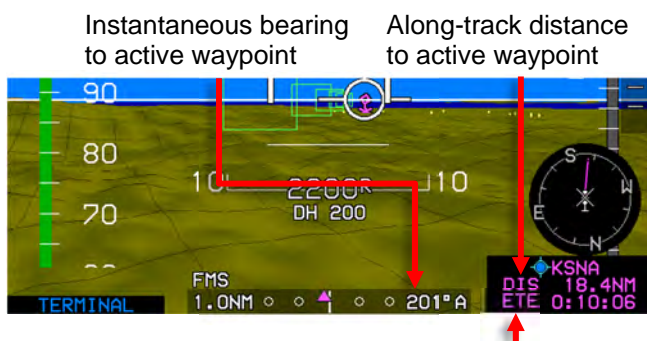 Instantaneous bearing
to active waypoint
Along-track distance
to active waypoint
90
80
10 2200R 10
DH 200
70
S
W
E
N
KSNA
DIS 18.4NM
ETE 0:10:06
FMS
1.0NM 201°A
TERMINAL